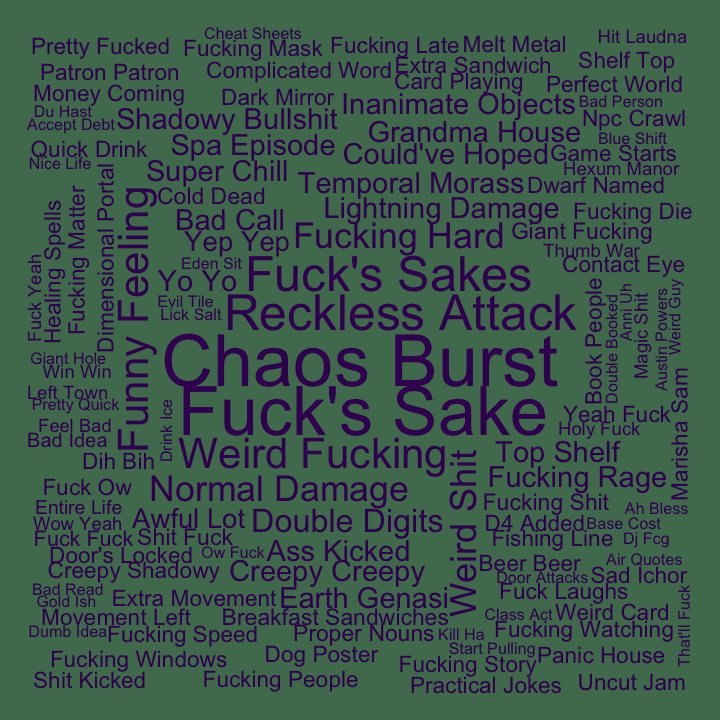 Cheat Sheets
Hit Laudna
Pretty Fucked
Fucking Mask
Fucking Late
Melt Metal
Patron Patron
Complicated Word
Extra Sandwich
Shelf Top
Money Coming
Dark Mirror
Card Playing
Perfect World
Du Hast
Shadowy Bullshit
Inanimate Objects
Bad Person
Accept Debt
Grandma House
Npc Crawl
Quick Drink
Spa Episode
Could've Hoped
Blue Shift
Game Starts
Nice Life
Super Chill
Temporal Morass
Hexum Manor
Dwarf Named
Cold Dead
Lightning Damage
Fucking Die
Bad Call
Giant Fucking
Yep Yep
Fucking Hard
Thumb War
Eden Sit
Contact Eye
Yo Yo
Fuck's Sakes
Evil Tile
Lick Salt
Reckless Attack
Fuck Yeah
Healing Spells
Fucking Matter
Dimensional Portal
Funny Feeling
Book People
Double Booked
Anni Uh
Magic Shit
Austin Powers
Weird Guy
Giant Hole
Win Win
Chaos Burst
Left Town
Pretty Quick
Drink Ice
Fuck's Sake
Yeah Fuck
Marisha Sam
Feel Bad
Holy Fuck
Bad Idea
Weird Fucking
Top Shelf
Dih Bih
Fuck Ow
Normal Damage
Weird Shit
Fucking Rage
Entire Life
Fucking Shit
Ah Bless
Wow Yeah
Awful Lot
Double Digits
D4 Added
Base Cost
Fuck Fuck
Shit Fuck
Fishing Line
Dj Fcg
Door's Locked
Ow Fuck
Ass Kicked
Beer Beer
Air Quotes
Creepy Shadowy
Creepy Creepy
Door Attacks
Sad Ichor
Bad Read
Gold Ish
Extra Movement
Earth Genasi
Fuck Laughs
Movement Left
Breakfast Sandwiches
Class Act
Weird Card
Dumb Idea
Fucking Speed
Proper Nouns
Kill Ha
Fucking Watching
That'll Fuck
Start Pulling
Fucking Windows
Dog Poster
Fucking Story
Panic House
Shit Kicked
Fucking People
Practical Jokes
Uncut Jam